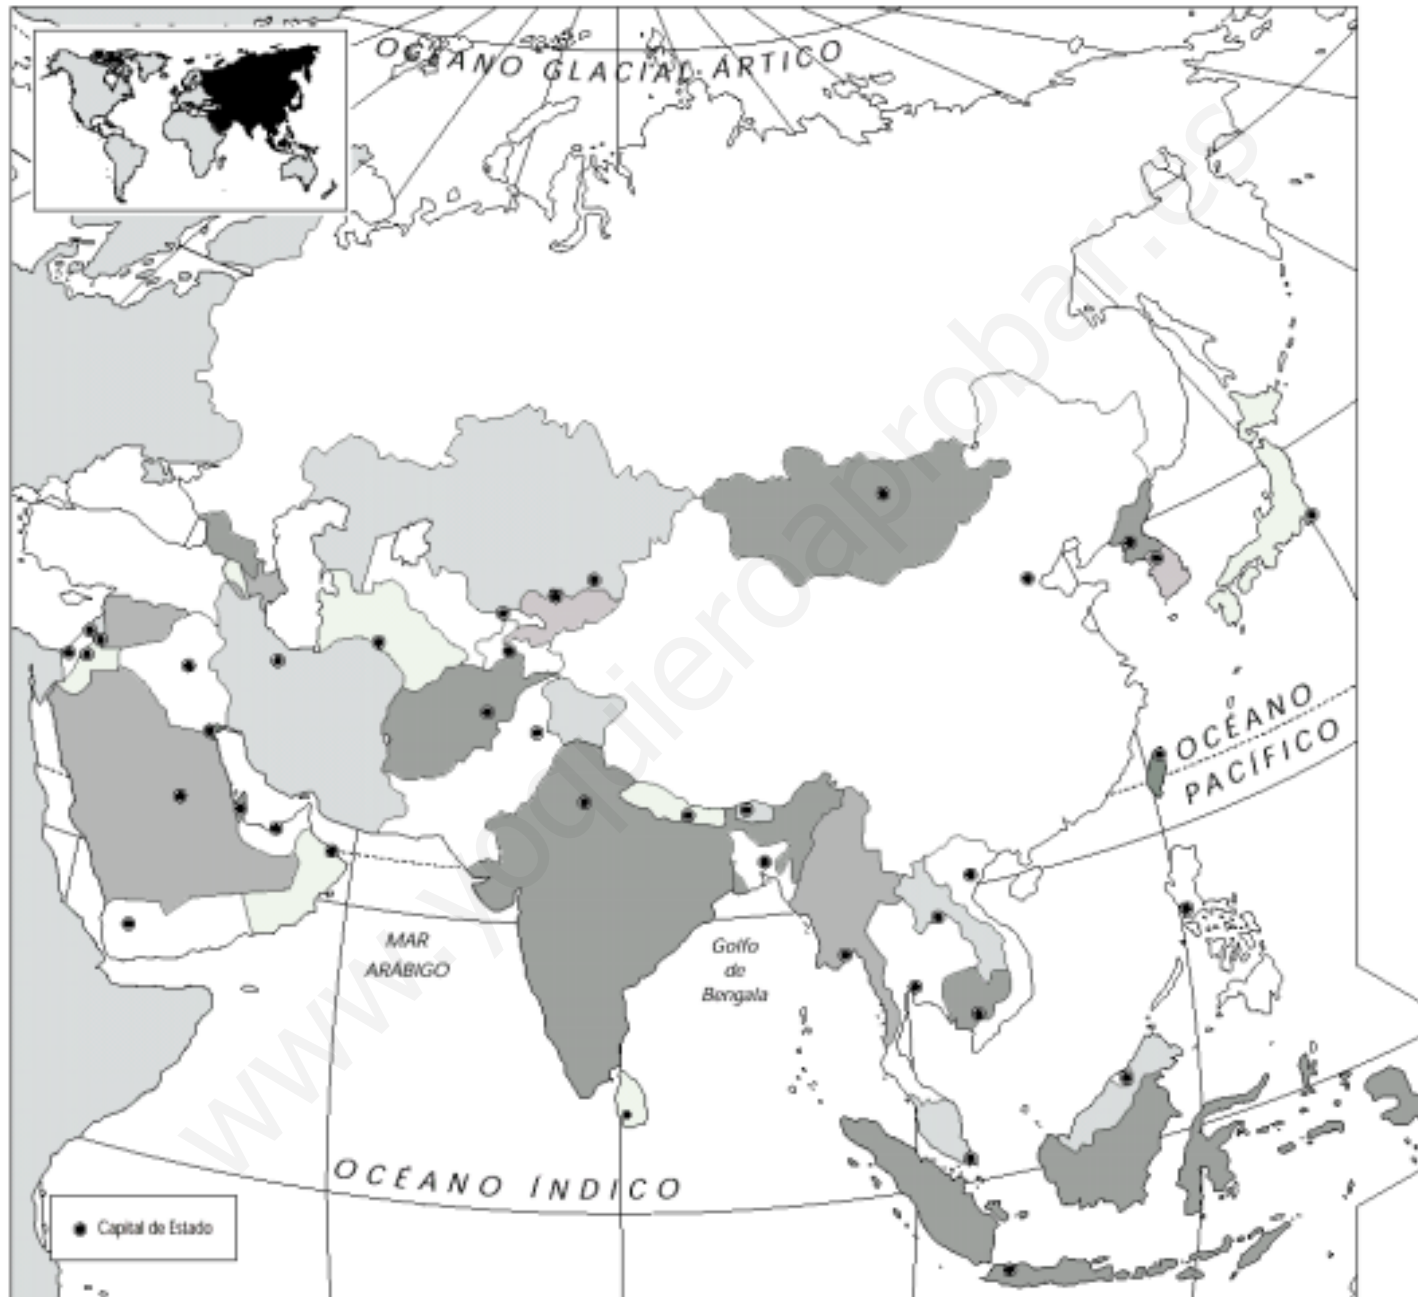 OCÉANO GLACIAL ÁRTICO
OCÉANO
PACÍFICO
MAR
ARÁBIGO
Golfo
de
Bengala
OCÉANO ÍNDICO
Capital de Estado
www.yoquieroaprobar.es